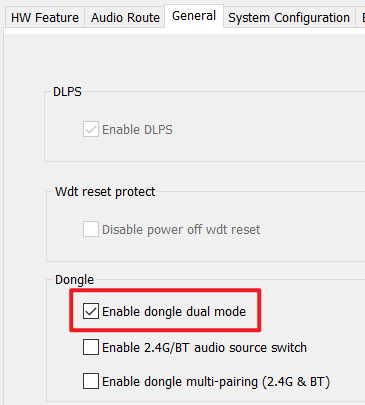 HW Feature Audio Route General System Configuration
DLPS
Enable DLPS
Wdt reset protect
Disable power off wdt reset
Dongle
Enable dongle dual mode
Enable 2.4G/BT audio source switch
Enable dongle multi-pairing (2.4G & BT)